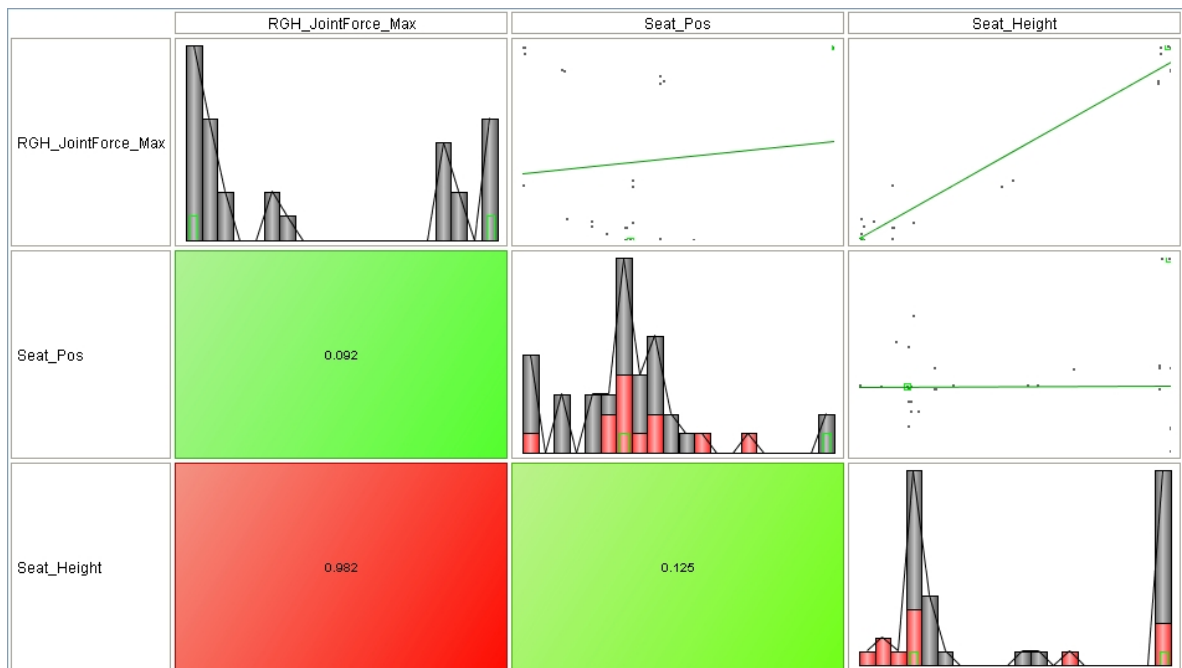 RGH_JointForce_Max Seat_Pos Seat_Height
RGH_JointForce_Max
Seat_Pos 0.092
Seat_Height 0.982 0.125